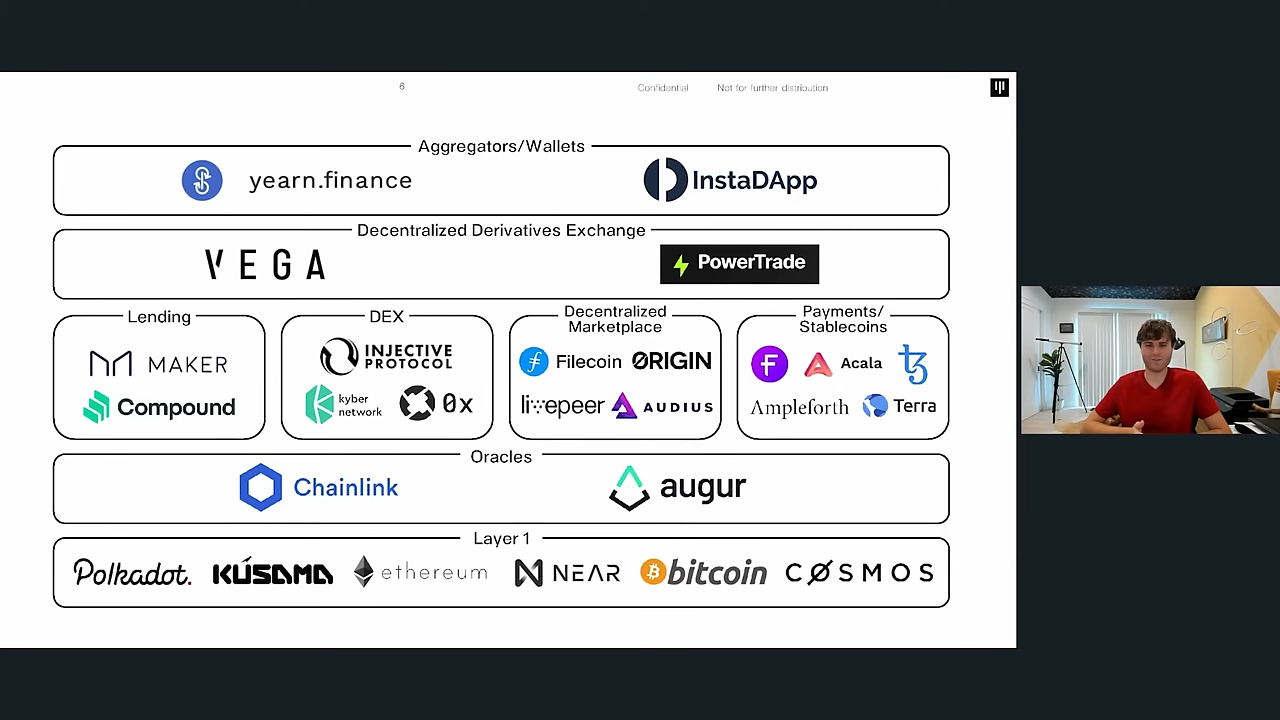 6
Confidential Not for further distribution
Aggregators/Wallets
yearn.finance InstaDApp
Decentralized Derivatives Exchange
VEGA PowerTrade
Lending
MAKER
Compound
DEX
INJECTIVE
PROTOCOL
kyber
network
0x
Decentralized
Marketplace
Filecoin ORIGIN
livepeer AUDIUS
Payments/
Stablecoins
Acala
Ampleforth Terra
Oracles
Chainlink augur
Layer 1
Polkadot. KUSAMA ethereum NEAR bitcoin COSMOS